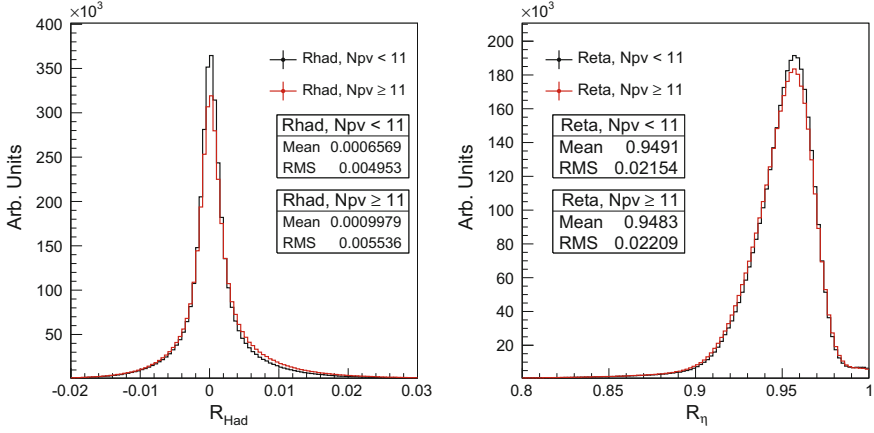 ×10³
400
350
300
250
200
150
100
50
Arb. Units
Rhad, Npv < 11
Rhad, Npv ≥ 11
Rhad, Npv < 11
Mean 0.0006569
RMS 0.004953
Rhad, Npv ≥ 11
Mean 0.0009979
RMS 0.005536
-0.02 -0.01 0 0.01 0.02 0.03
R_Had
×10³
200
180
160
140
120
100
80
60
40
20
Arb. Units
Reta, Npv < 11
Reta, Npv ≥ 11
Reta, Npv < 11
Mean 0.9491
RMS 0.02154
Reta, Npv ≥ 11
Mean 0.9483
RMS 0.02209
0.8 0.85 0.9 0.95 1
R_η